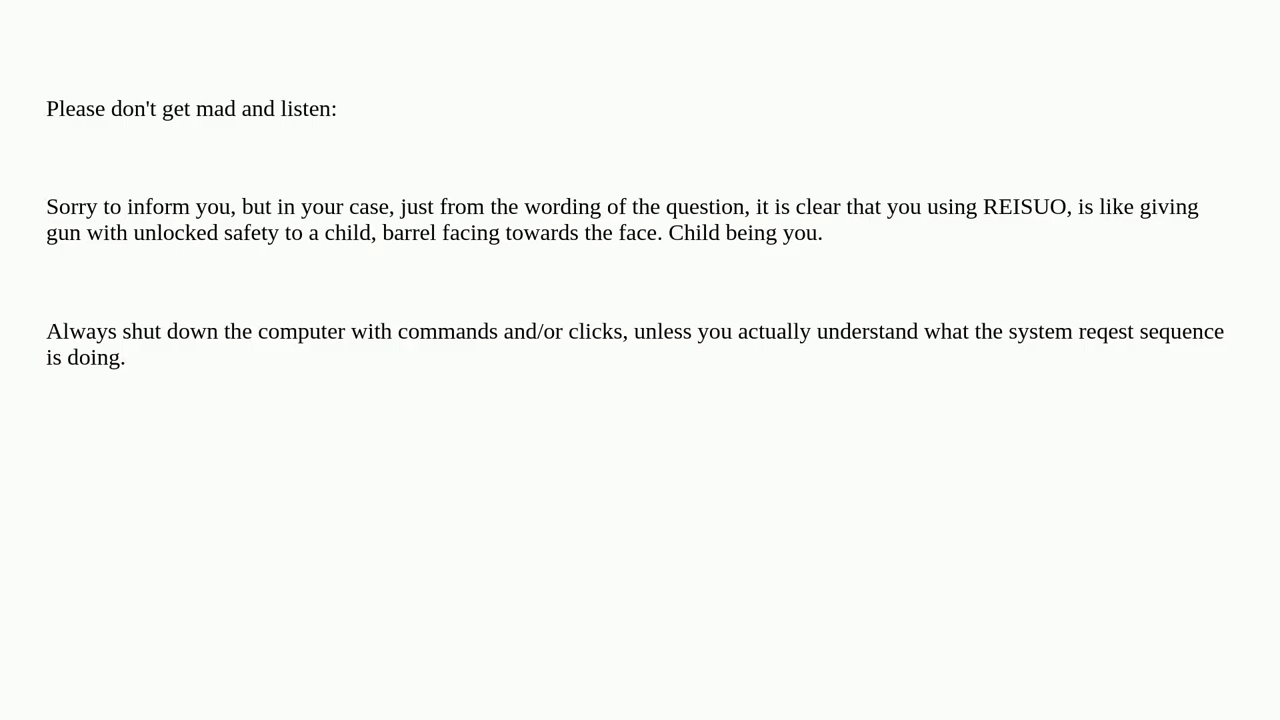 Please don't get mad and listen:
Sorry to inform you, but in your case, just from the wording of the question, it is clear that you using REISUO, is like giving
gun with unlocked safety to a child, barrel facing towards the face. Child being you.
Always shut down the computer with commands and/or clicks, unless you actually understand what the system reqest sequence
is doing.